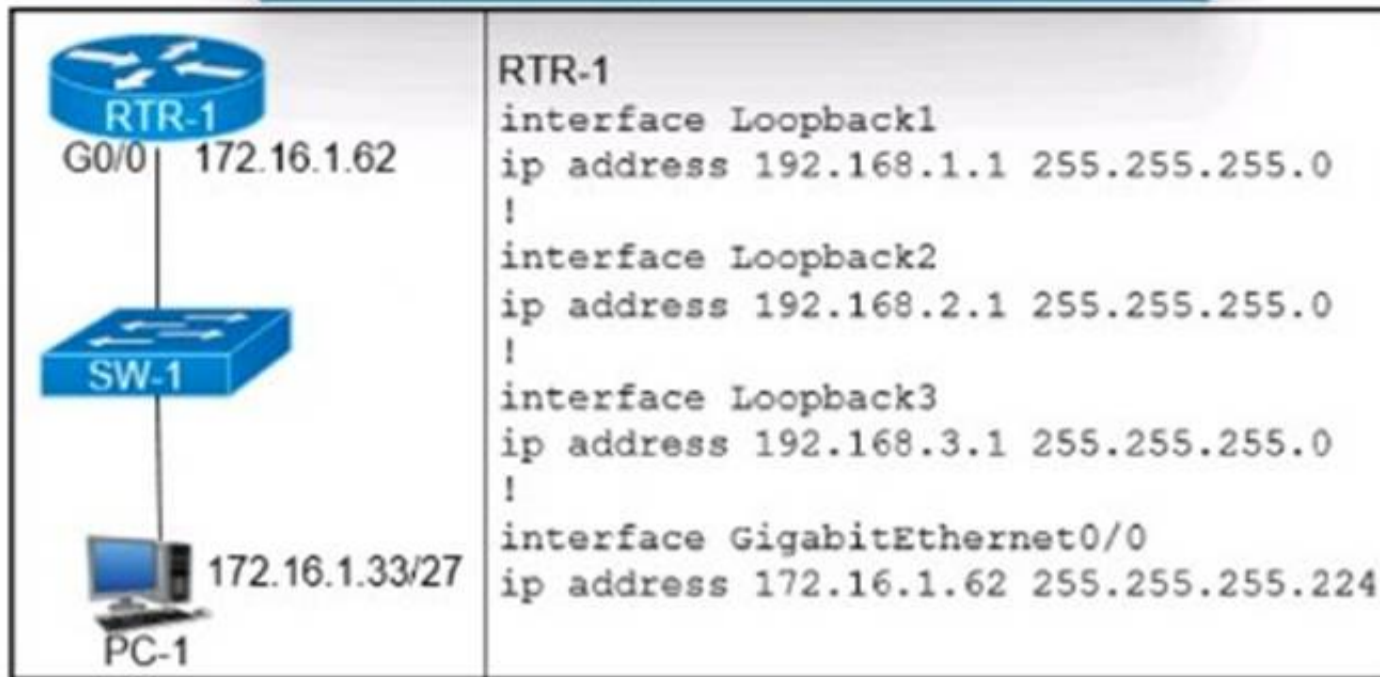 RTR-1
G0/0 172.16.1.62
SW-1
172.16.1.33/27
PC-1
RTR-1
interface Loopback1
ip address 192.168.1.1 255.255.255.0
!
interface Loopback2
ip address 192.168.2.1 255.255.255.0
!
interface Loopback3
ip address 192.168.3.1 255.255.255.0
!
interface GigabitEthernet0/0
ip address 172.16.1.62 255.255.255.224